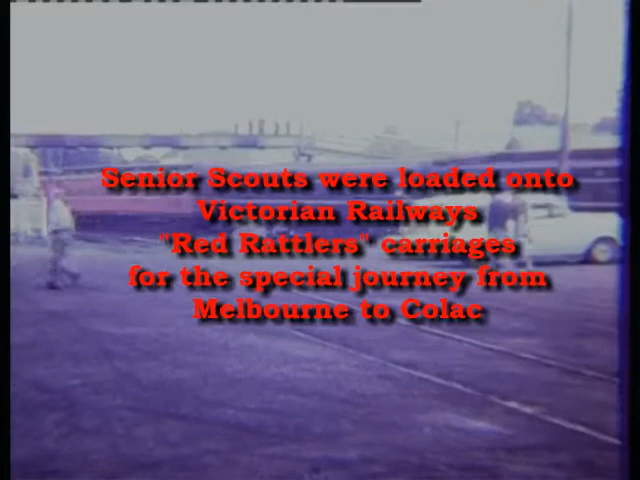 Senior Scouts were loaded onto
Victorian Railways
"Red Rattlers" carriages
for the special journey from
Melbourne to Colac